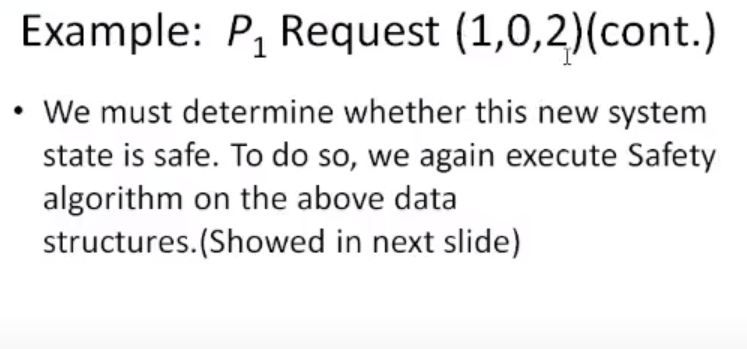 Example: P₁ Request (1,0,2)(cont.)
• We must determine whether this new system
state is safe. To do so, we again execute Safety
algorithm on the above data
structures.(Showed in next slide)